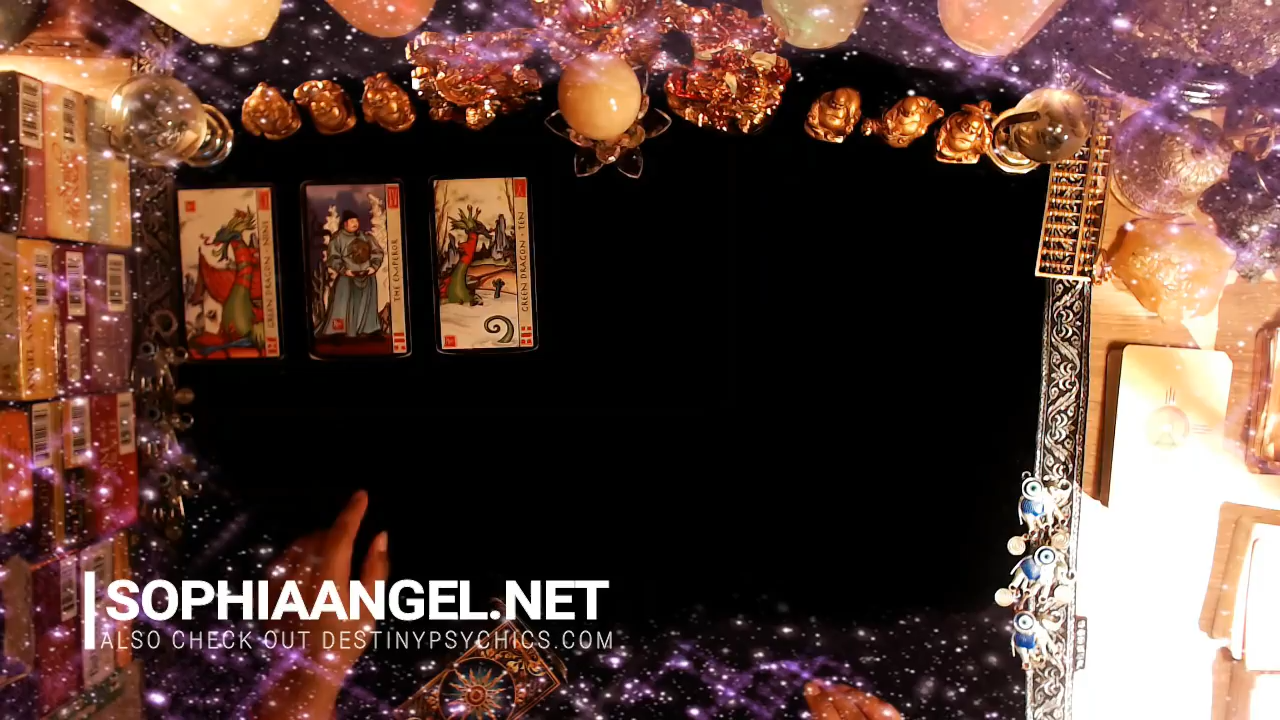 GREEN DRAGON · NINE
THE EMPEROR
GREEN DRAGON · TEN
SOPHIAANGEL.NET
ALSO CHECK OUT DESTINYPSYCHICS.COM